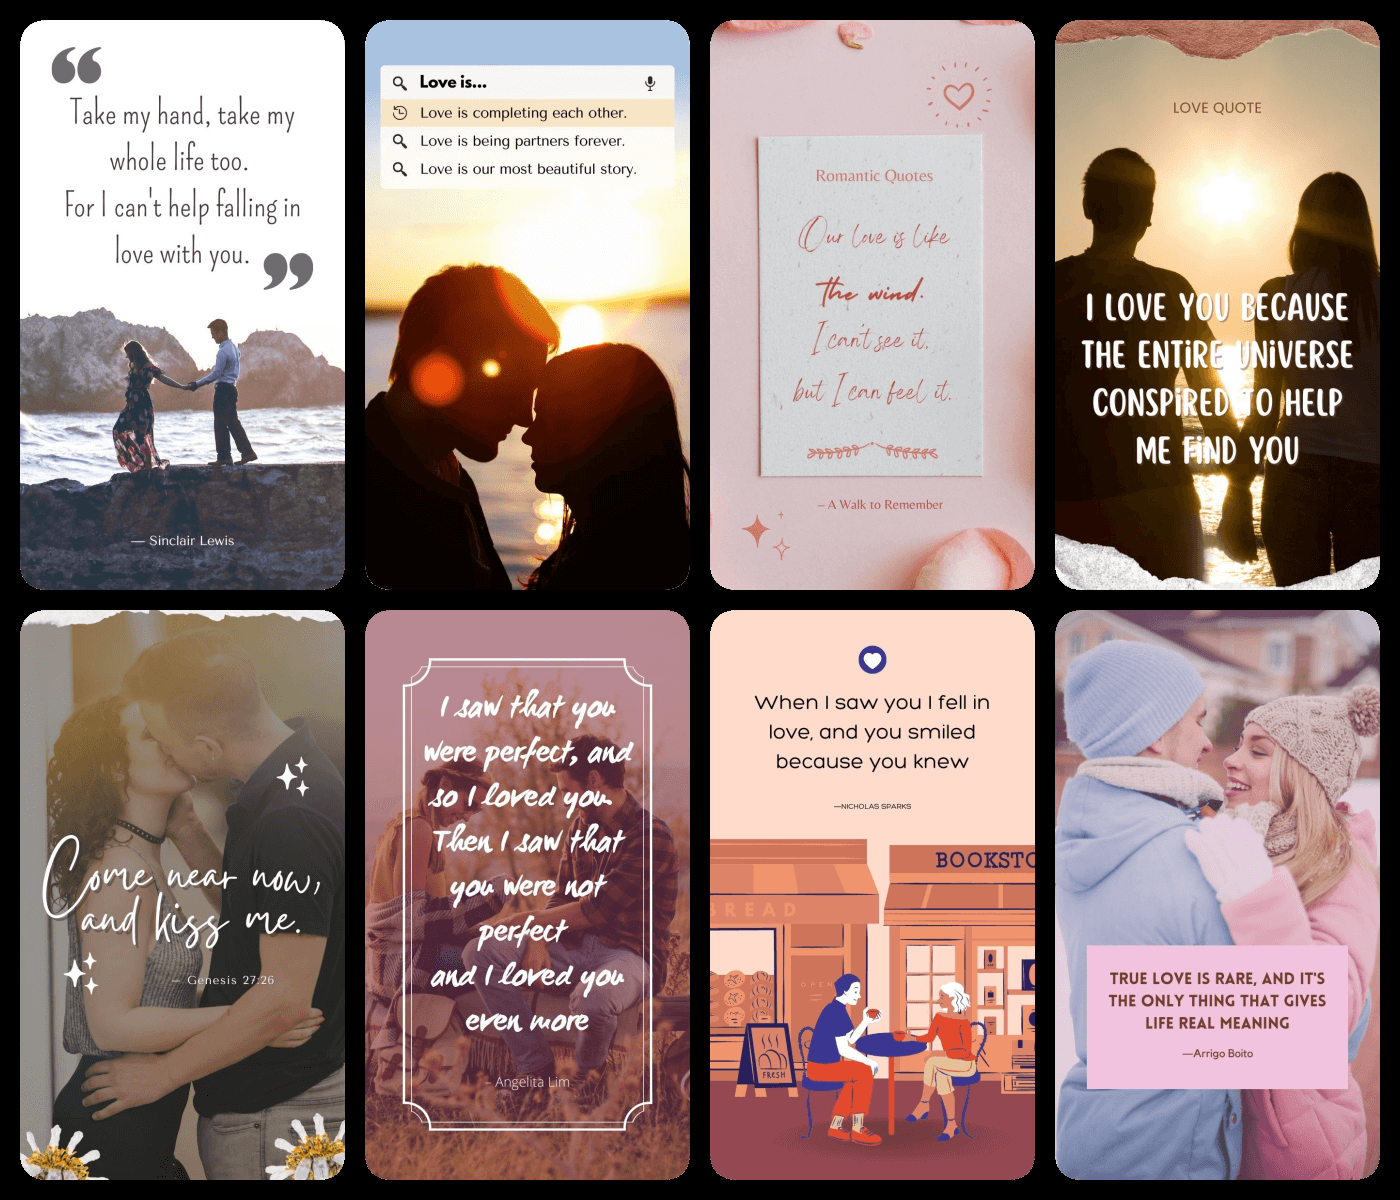 Take my hand, take my
whole life too.
For I can't help falling in
love with you.
— Sinclair Lewis
Love is...
Love is completing each other.
Love is being partners forever.
Love is our most beautiful story.
Romantic Quotes
Our love is like
the wind.
I can't see it,
but I can feel it.
– A Walk to Remember
LOVE QUOTE
I LOVE YOU BECAUSE
THE ENTIRE UNIVERSE
CONSPIRED TO HELP
ME FIND YOU
Come near now,
and kiss me.
— Genesis 27:26
I saw that you
were perfect, and
so I loved you.
Then I saw that
you were not
perfect
and I loved you
even more
– Angelita Lim
When I saw you I fell in
love, and you smiled
because you knew
—NICHOLAS SPARKS
BOOKSTO
BREAD
OPEN
FRESH
TRUE LOVE IS RARE, AND IT'S
THE ONLY THING THAT GIVES
LIFE REAL MEANING
—Arrigo Boito